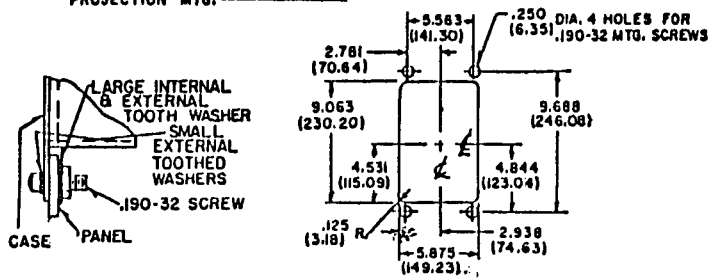 PROJECTION MTG.
LARGE INTERNAL
& EXTERNAL
TOOTH WASHER
SMALL
EXTERNAL
TOOTHED
WASHERS
.190-32 SCREW
CASE
PANEL
5.563
(141.30)
.250
(6.35)
DIA. 4 HOLES FOR
.190-32 MTG. SCREWS
2.781
(70.64)
9.063
(230.20)
9.688
(246.08)
4.531
(115.09)
4.844
(123.04)
.125
(3.18) R
2.938
(74.63)
5.875
(149.23)